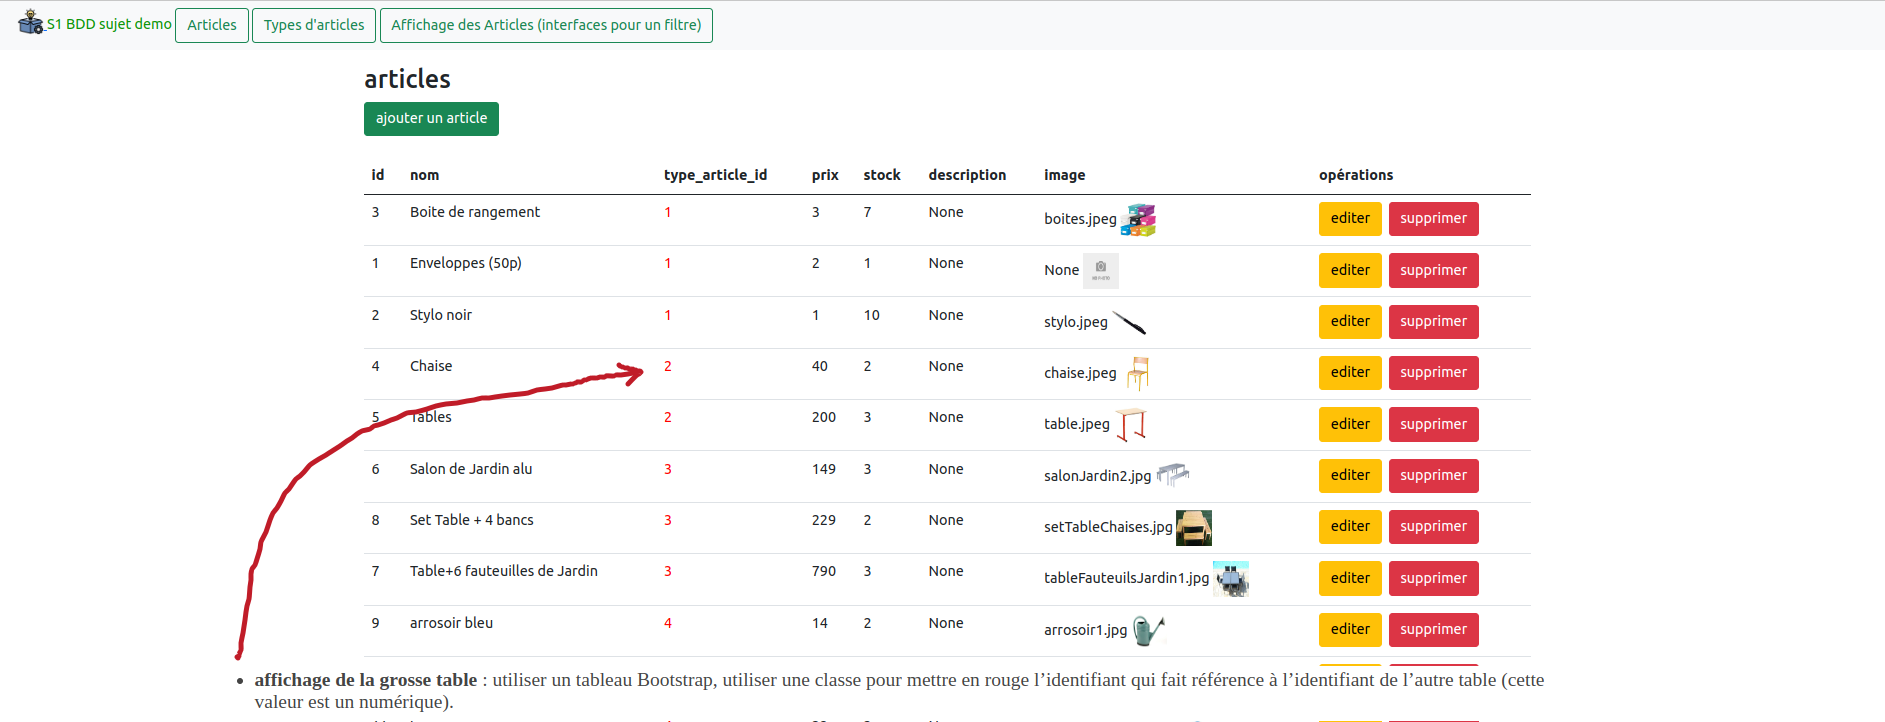 S1 BDD sujet demo Articles Types d'articles Affichage des Articles (interfaces pour un filtre)
articles
ajouter un article
id nom type_article_id prix stock description image opérations
3 Boite de rangement 1 3 7 None boites.jpeg editer supprimer
1 Enveloppes (50p) 1 2 1 None None editer supprimer
2 Stylo noir 1 1 10 None stylo.jpeg editer supprimer
4 Chaise 2 40 2 None chaise.jpeg editer supprimer
5 Tables 2 200 3 None table.jpeg editer supprimer
6 Salon de Jardin alu 3 149 3 None salonJardin2.jpg editer supprimer
8 Set Table + 4 bancs 3 229 2 None setTableChaises.jpg editer supprimer
7 Table+6 fauteuilles de Jardin 3 790 3 None tableFauteuilsJardin1.jpg editer supprimer
9 arrosoir bleu 4 14 2 None arrosoir1.jpg editer supprimer
• affichage de la grosse table : utiliser un tableau Bootstrap, utiliser une classe pour mettre en rouge l’identifiant qui fait référence à l’identifiant de l’autre table (cette
valeur est un numérique).